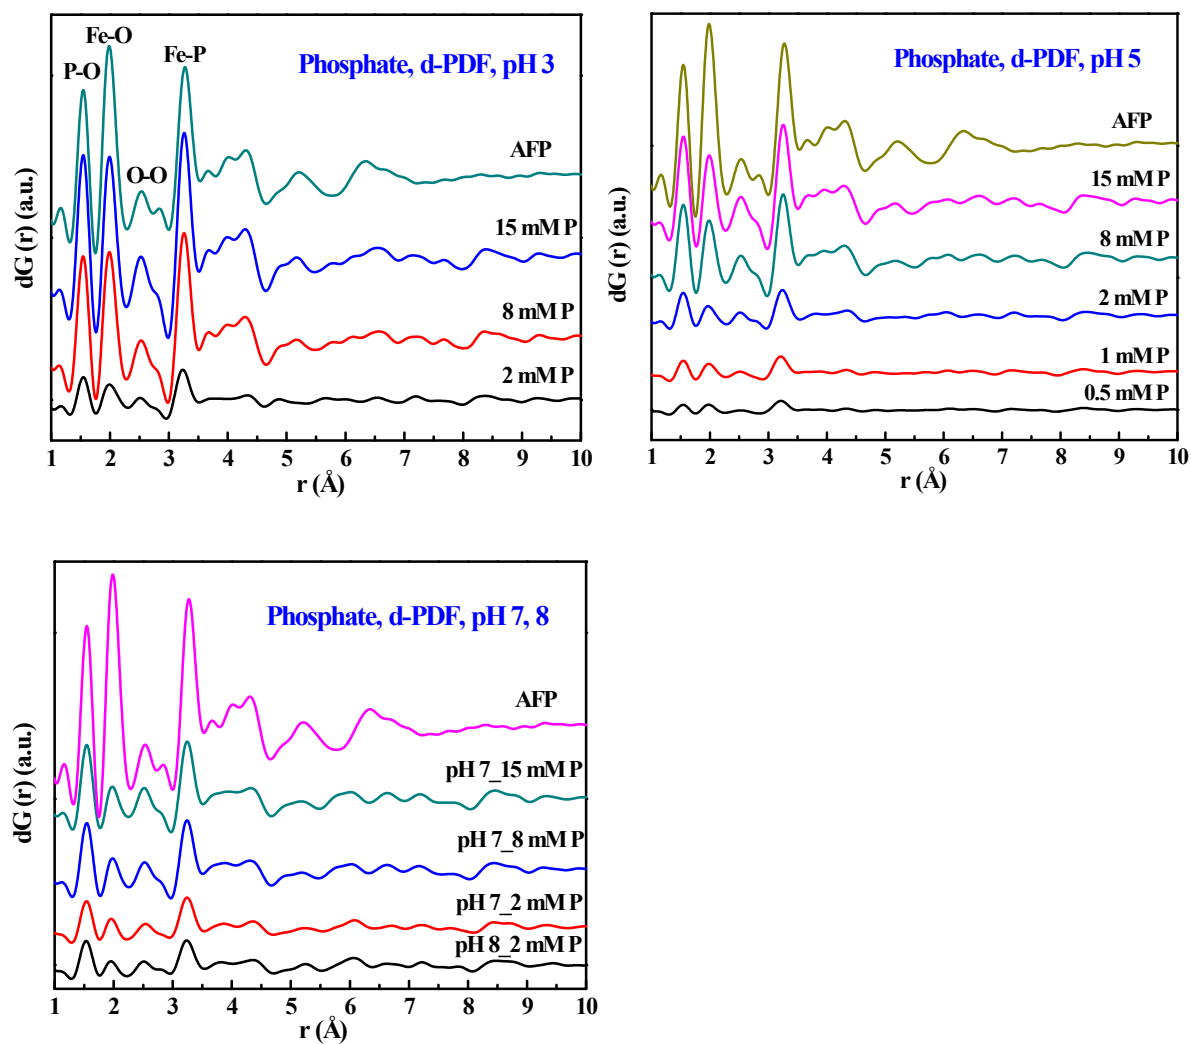 Fe-O
P-O
Fe-P
O-O
Phosphate, d-PDF, pH 3
AFP
15 mM P
8 mM P
2 mM P
dG (r) (a.u.)
1 2 3 4 5 6 7 8 9 10
r (Å)
Phosphate, d-PDF, pH 5
AFP
15 mM P
8 mM P
2 mM P
1 mM P
0.5 mM P
dG (r) (a.u.)
1 2 3 4 5 6 7 8 9 10
r (Å)
Phosphate, d-PDF, pH 7, 8
AFP
pH 7_15 mM P
pH 7_8 mM P
pH 7_2 mM P
pH 8_2 mM P
dG (r) (a.u.)
1 2 3 4 5 6 7 8 9 10
r (Å)